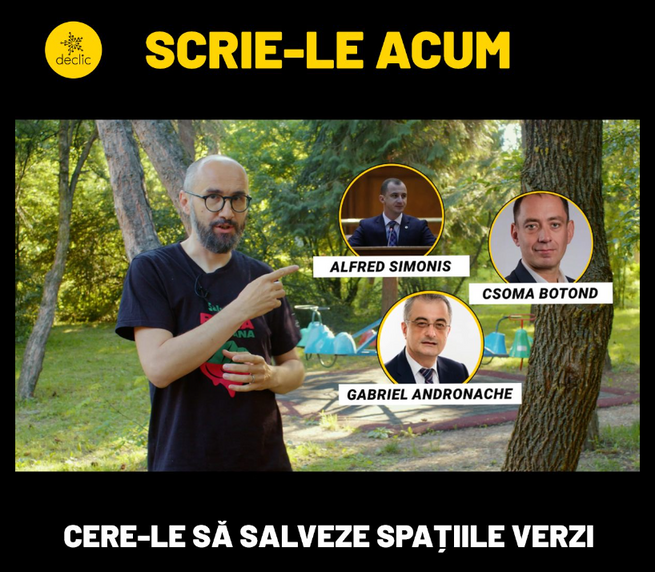 declic
SCRIE-LE ACUM
ALFRED SIMONIS
CSOMA BOTOND
GABRIEL ANDRONACHE
CERE-LE SĂ SALVEZE SPAȚIILE VERZI